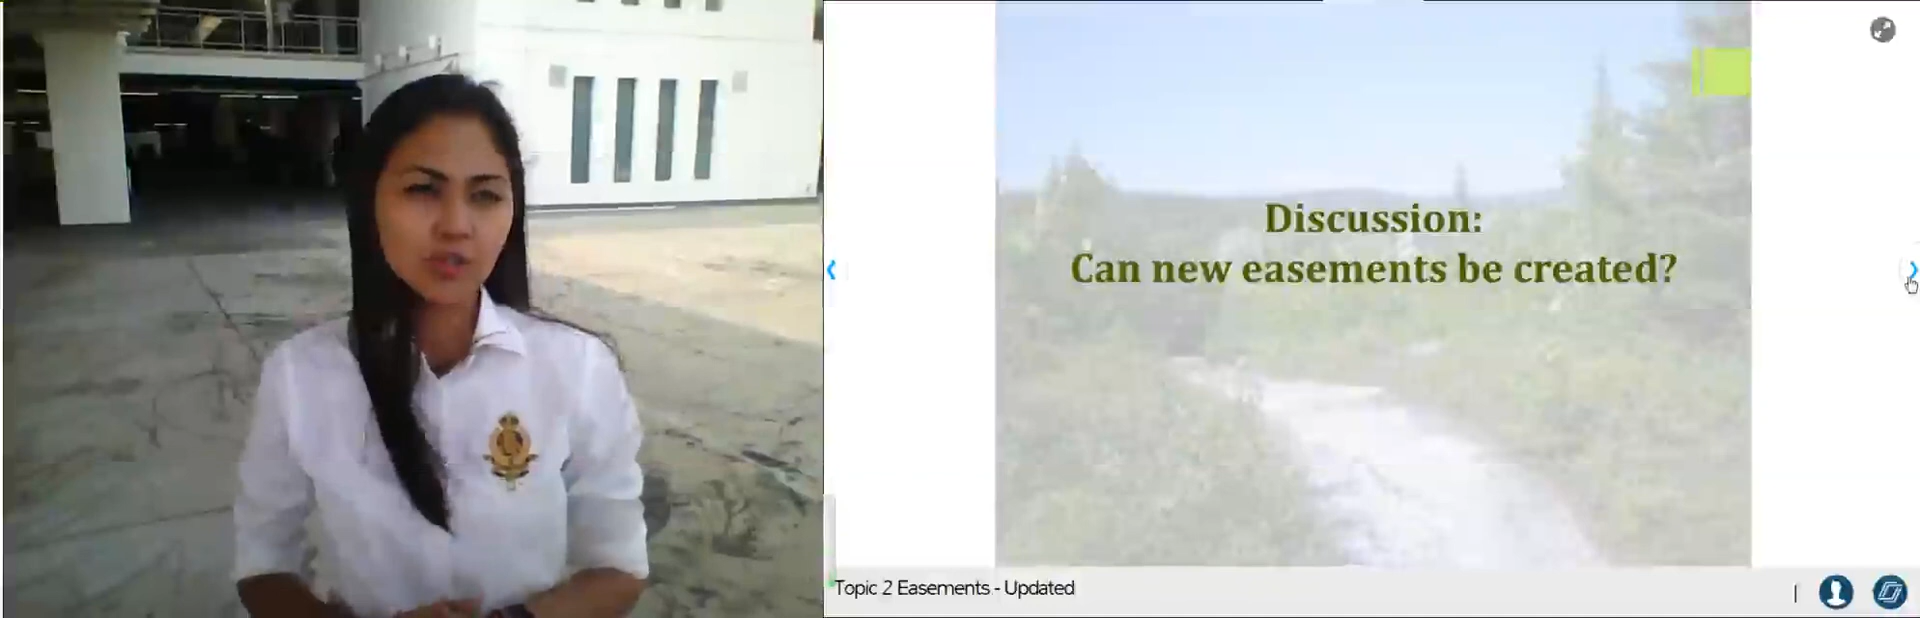 Discussion:
Can new easements be created?
Topic 2 Easements - Updated